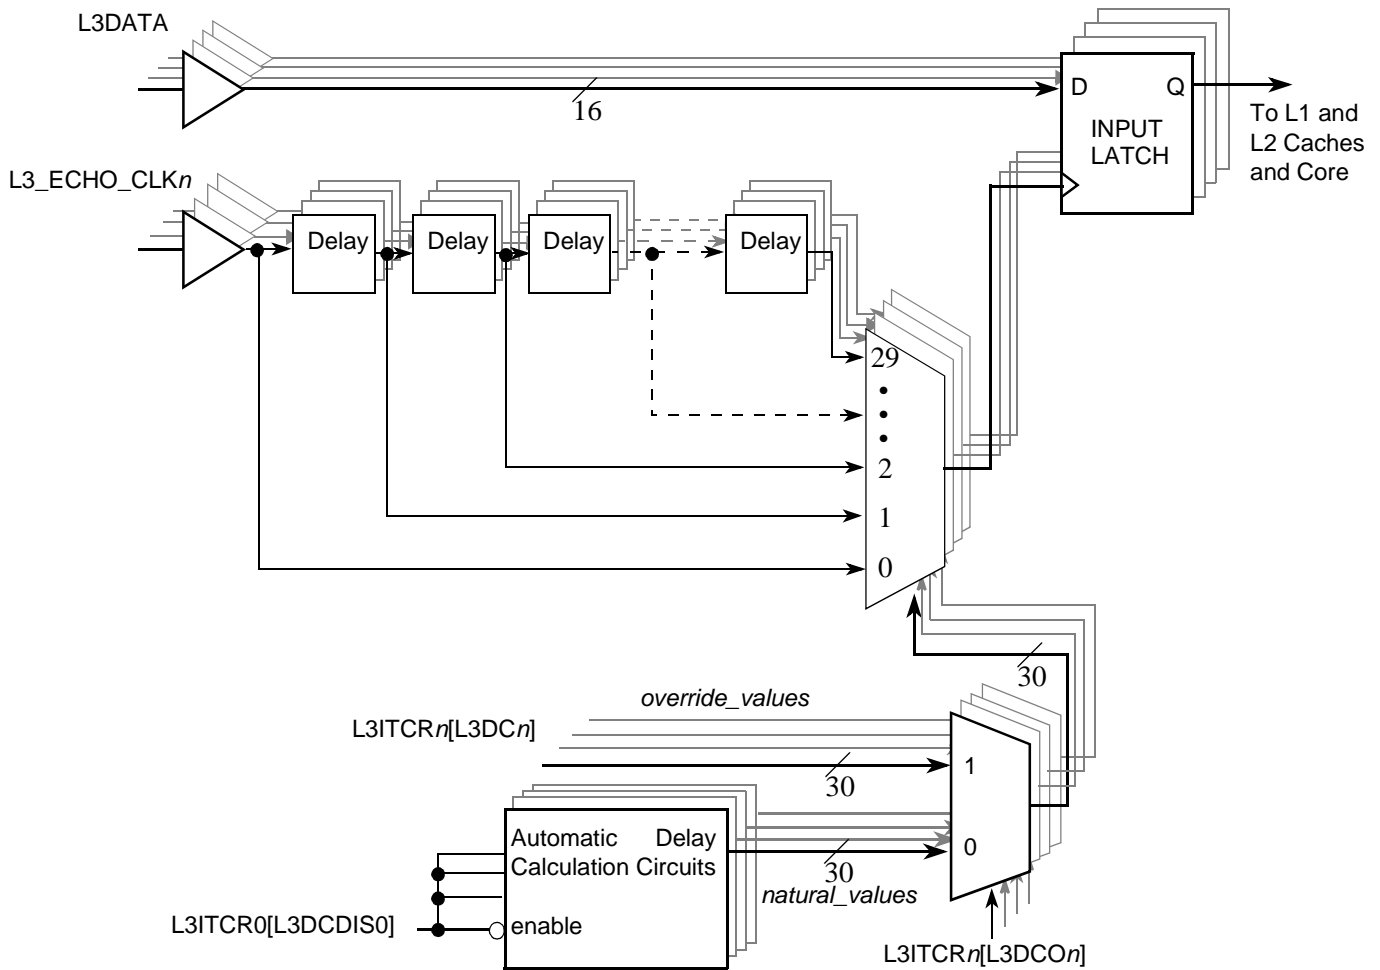 L3DATA
16
D Q
INPUT
LATCH
To L1 and
L2 Caches
and Core
L3_ECHO_CLKn
Delay Delay Delay Delay
29
2
1
0
30
override_values
L3ITCRn[L3DCn]
30
1
0
Automatic Delay
Calculation Circuits
30
natural_values
L3ITCR0[L3DCDIS0]
enable
L3ITCRn[L3DCOn]